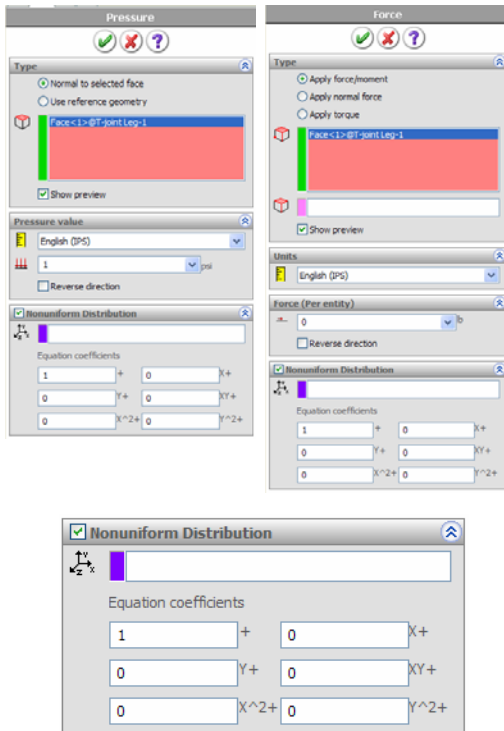 Pressure
?
Type
Normal to selected face
Use reference geometry
Face<1>@T-joint Leg-1
Show preview
Pressure value
English (IPS)
1 psi
Reverse direction
Nonuniform Distribution
Equation coefficients
1 + 0 X+
0 Y+ 0 XY+
0 X^2+ 0 Y^2+
Force
?
Type
Apply force/moment
Apply normal force
Apply torque
Face<1>@T-joint Leg-1
Show preview
Units
English (IPS)
Force (Per entity)
0 lb
Reverse direction
Nonuniform Distribution
Equation coefficients
1 + 0 X+
0 Y+ 0 XY+
0 X^2+ 0 Y^2+
Nonuniform Distribution
Y
Z X
Equation coefficients
1 + 0 X+
0 Y+ 0 XY+
0 X^2+ 0 Y^2+